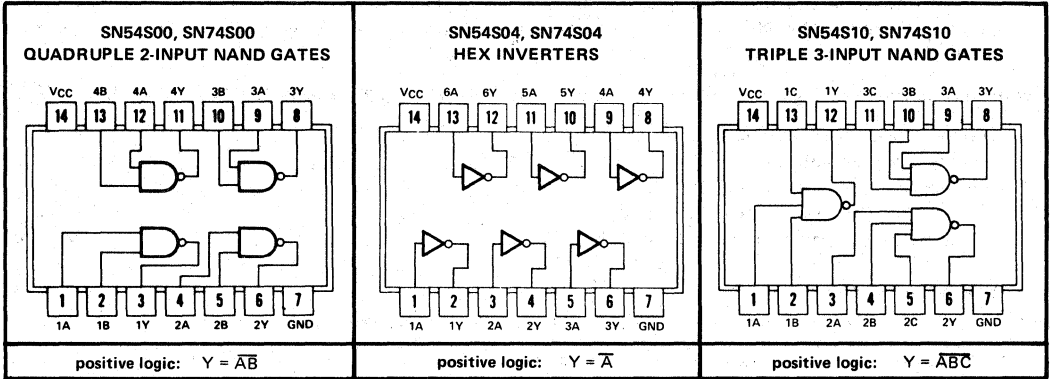 SN54S00, SN74S00
QUADRUPLE 2-INPUT NAND GATES
VCC 4B 4A 4Y 3B 3A 3Y
14 13 12 11 10 9 8
1 2 3 4 5 6 7
1A 1B 1Y 2A 2B 2Y GND
positive logic: Y = A̅B̅
SN54S04, SN74S04
HEX INVERTERS
VCC 6A 6Y 5A 5Y 4A 4Y
14 13 12 11 10 9 8
1 2 3 4 5 6 7
1A 1Y 2A 2Y 3A 3Y GND
positive logic: Y = A̅
SN54S10, SN74S10
TRIPLE 3-INPUT NAND GATES
VCC 1C 1Y 3C 3B 3A 3Y
14 13 12 11 10 9 8
1 2 3 4 5 6 7
1A 1B 2A 2B 2C 2Y GND
positive logic: Y = A̅B̅C̅